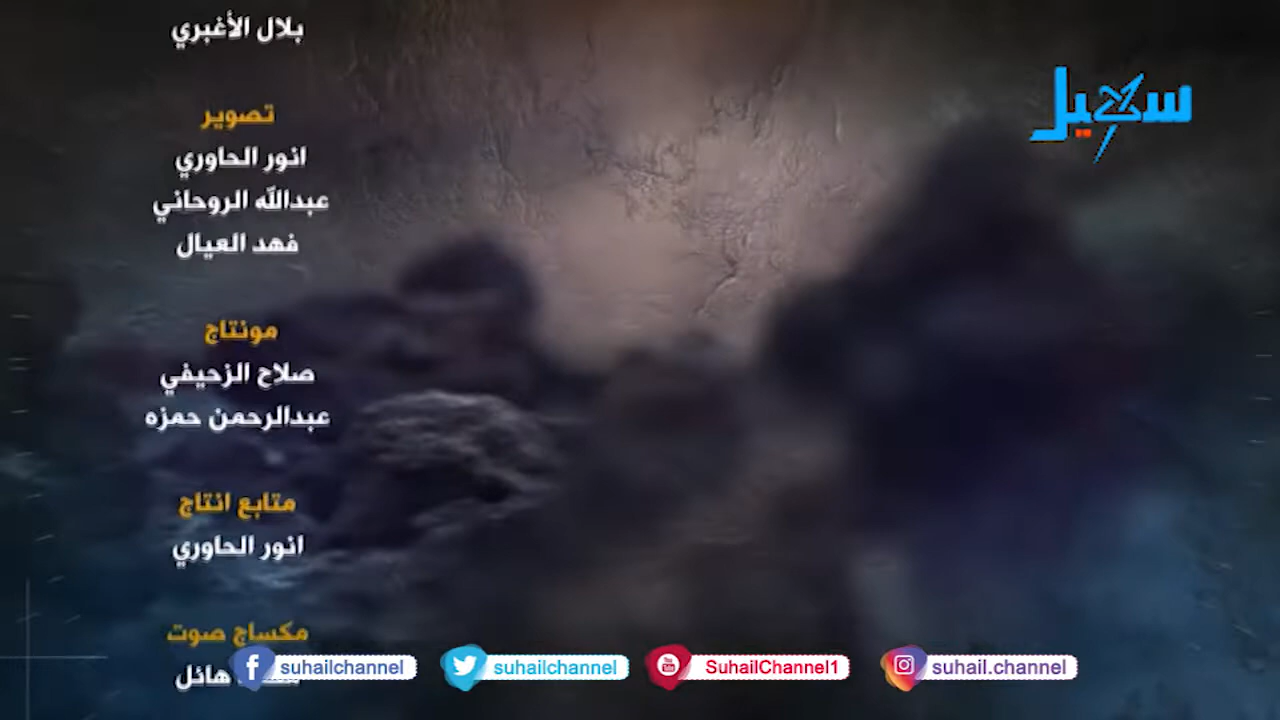 بلال الأغبري
سهيل
تصوير
انور الحاوري
عبدالله الروحاني
فهد العيال
مونتاج
صلاح الزحيفي
عبدالرحمن حمزه
متابع انتاج
انور الحاوري
مكساج صوت
هائل
suhailchannel
suhailchannel
SuhailChannel1
suhail.channel